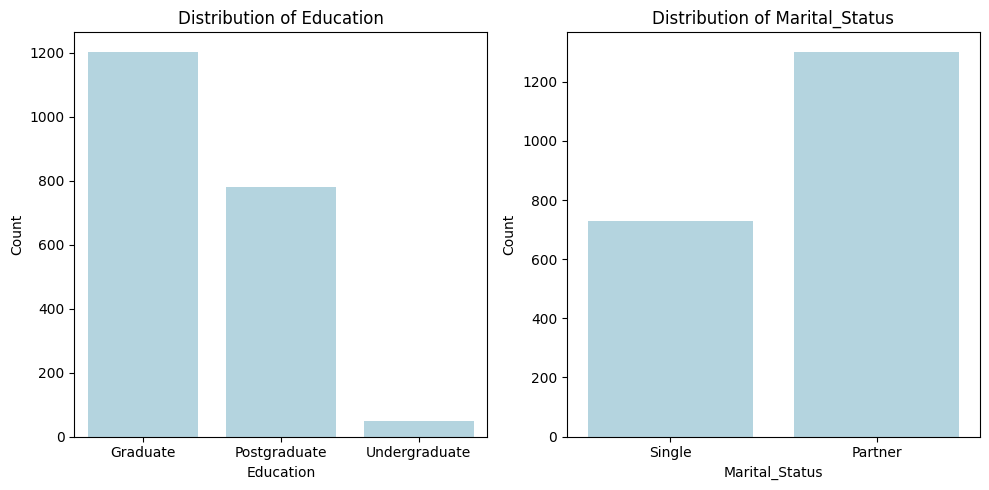 Distribution of Education
1200
1000
800
600
400
200
0
Count
Graduate
Postgraduate
Undergraduate
Education
Distribution of Marital_Status
1200
1000
800
600
400
200
0
Count
Single
Partner
Marital_Status